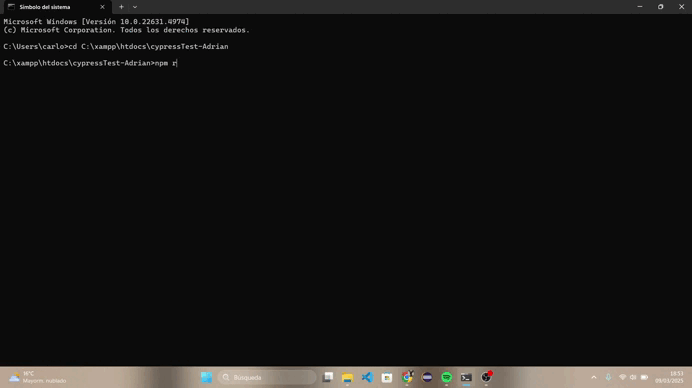 Símbolo del sistema
Microsoft Windows [Versión 10.0.22631.4974]
(c) Microsoft Corporation. Todos los derechos reservados.
C:\Users\carlo>cd C:\xampp\htdocs\cypressTest-Adrian
C:\xampp\htdocs\cypressTest-Adrian>npm r
16°C
Mayorm. nublado
Búsqueda
18:53
09/03/2025